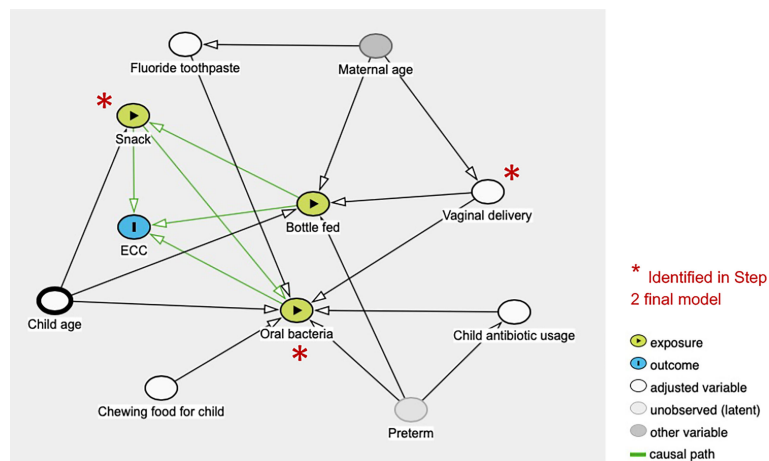 Fluoride toothpaste
Maternal age
*
Snack
*
Vaginal delivery
Bottle fed
ECC
Child age
Oral bacteria
*
Child antibiotic usage
Chewing food for child
Preterm
* Identified in Step
2 final model
exposure
outcome
adjusted variable
unobserved (latent)
other variable
causal path